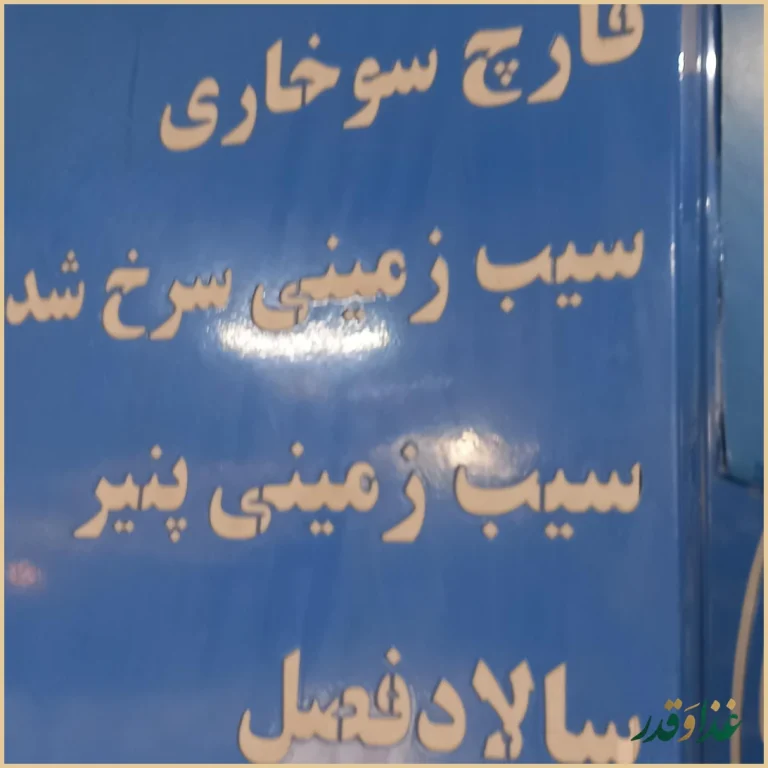 قارچ سوخاری
سیب زمینی سرخ شد
سیب زمینی پنیر
سالاد فصل
غذا و قدر